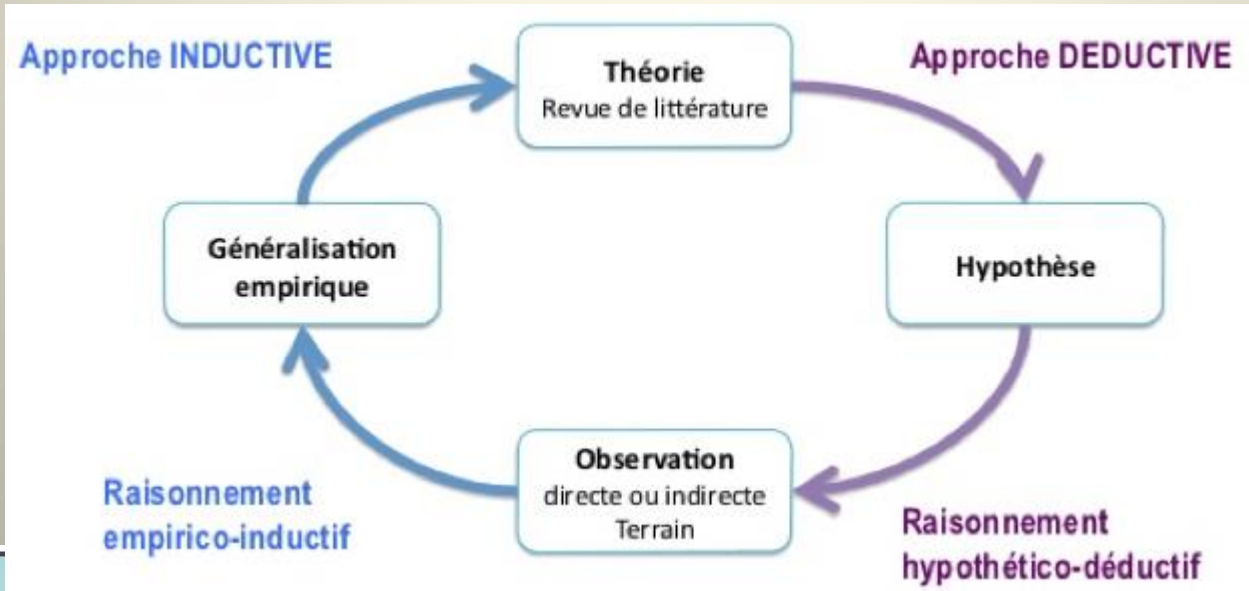 Approche INDUCTIVE
Approche DEDUCTIVE
Théorie
Revue de littérature
Généralisation
empirique
Hypothèse
Observation
directe ou indirecte
Terrain
Raisonnement
empirico-inductif
Raisonnement
hypothético-déductif